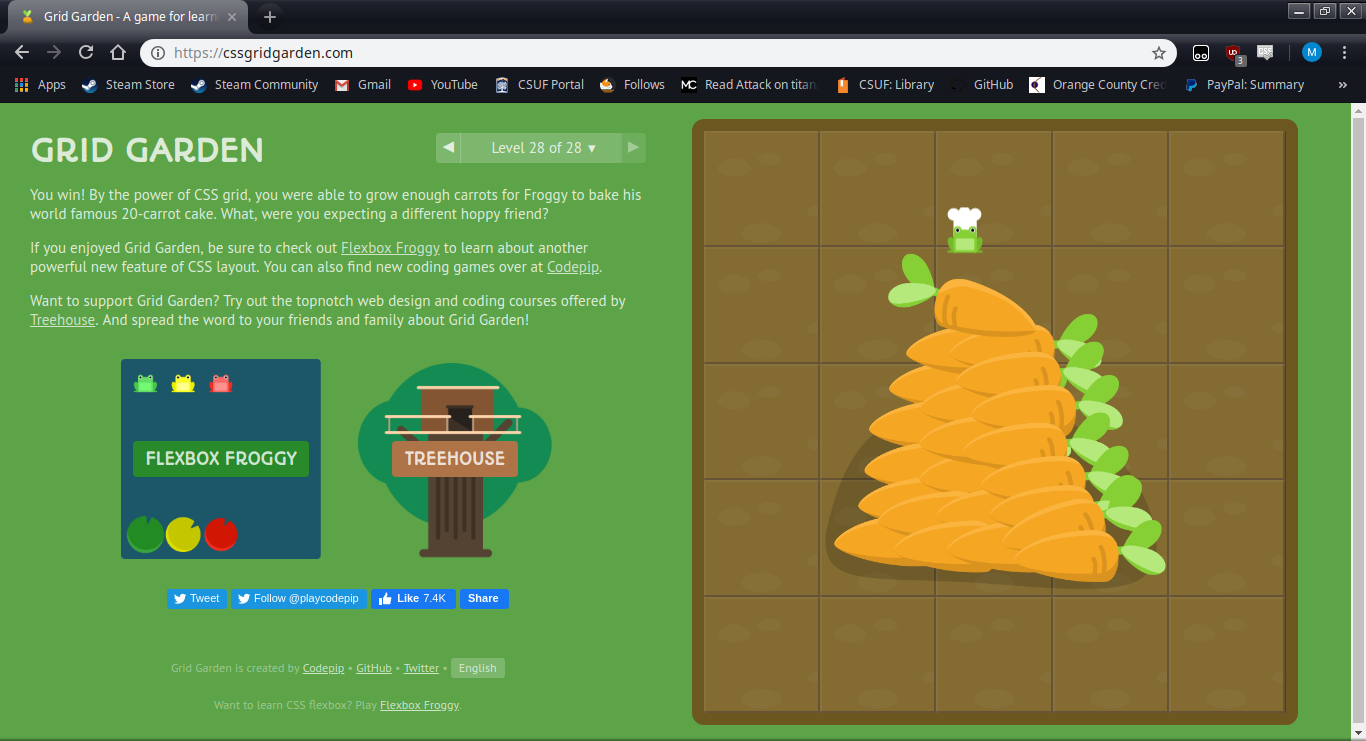 Grid Garden - A game for learn
https://cssgridgarden.com
CSS
M
3
Apps
Steam Store
Steam Community
Gmail
YouTube
CSUF Portal
Follows
MC
Read Attack on titan
CSUF: Library
GitHub
Orange County Cred
PayPal: Summary
»
GRID GARDEN
◀ Level 28 of 28 ▼ ▶
You win! By the power of CSS grid, you were able to grow enough carrots for Froggy to bake his
world famous 20-carrot cake. What, were you expecting a different hoppy friend?
If you enjoyed Grid Garden, be sure to check out Flexbox Froggy to learn about another
powerful new feature of CSS layout. You can also find new coding games over at Codepip.
Want to support Grid Garden? Try out the topnotch web design and coding courses offered by
Treehouse. And spread the word to your friends and family about Grid Garden!
FLEXBOX FROGGY
TREEHOUSE
Tweet
Follow @playcodepip
Like 7.4K
Share
Grid Garden is created by Codepip • GitHub • Twitter • English
Want to learn CSS flexbox? Play Flexbox Froggy.